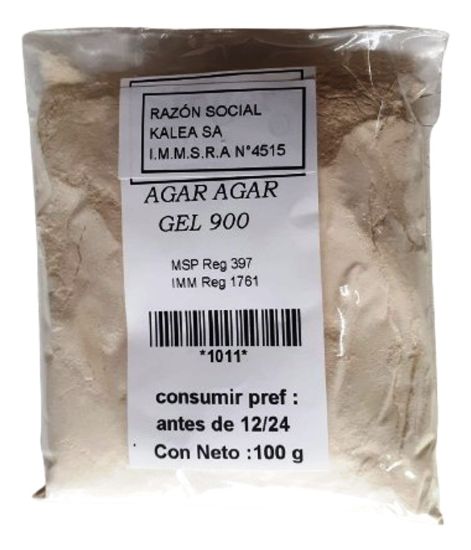 RAZÓN SOCIAL
KALEA SA
I.M.M.S.R.A N°4515
AGAR AGAR
GEL 900
MSP Reg 397
IMM Reg 1761
*1011*
consumir pref :
antes de 12/24
Con Neto :100 g